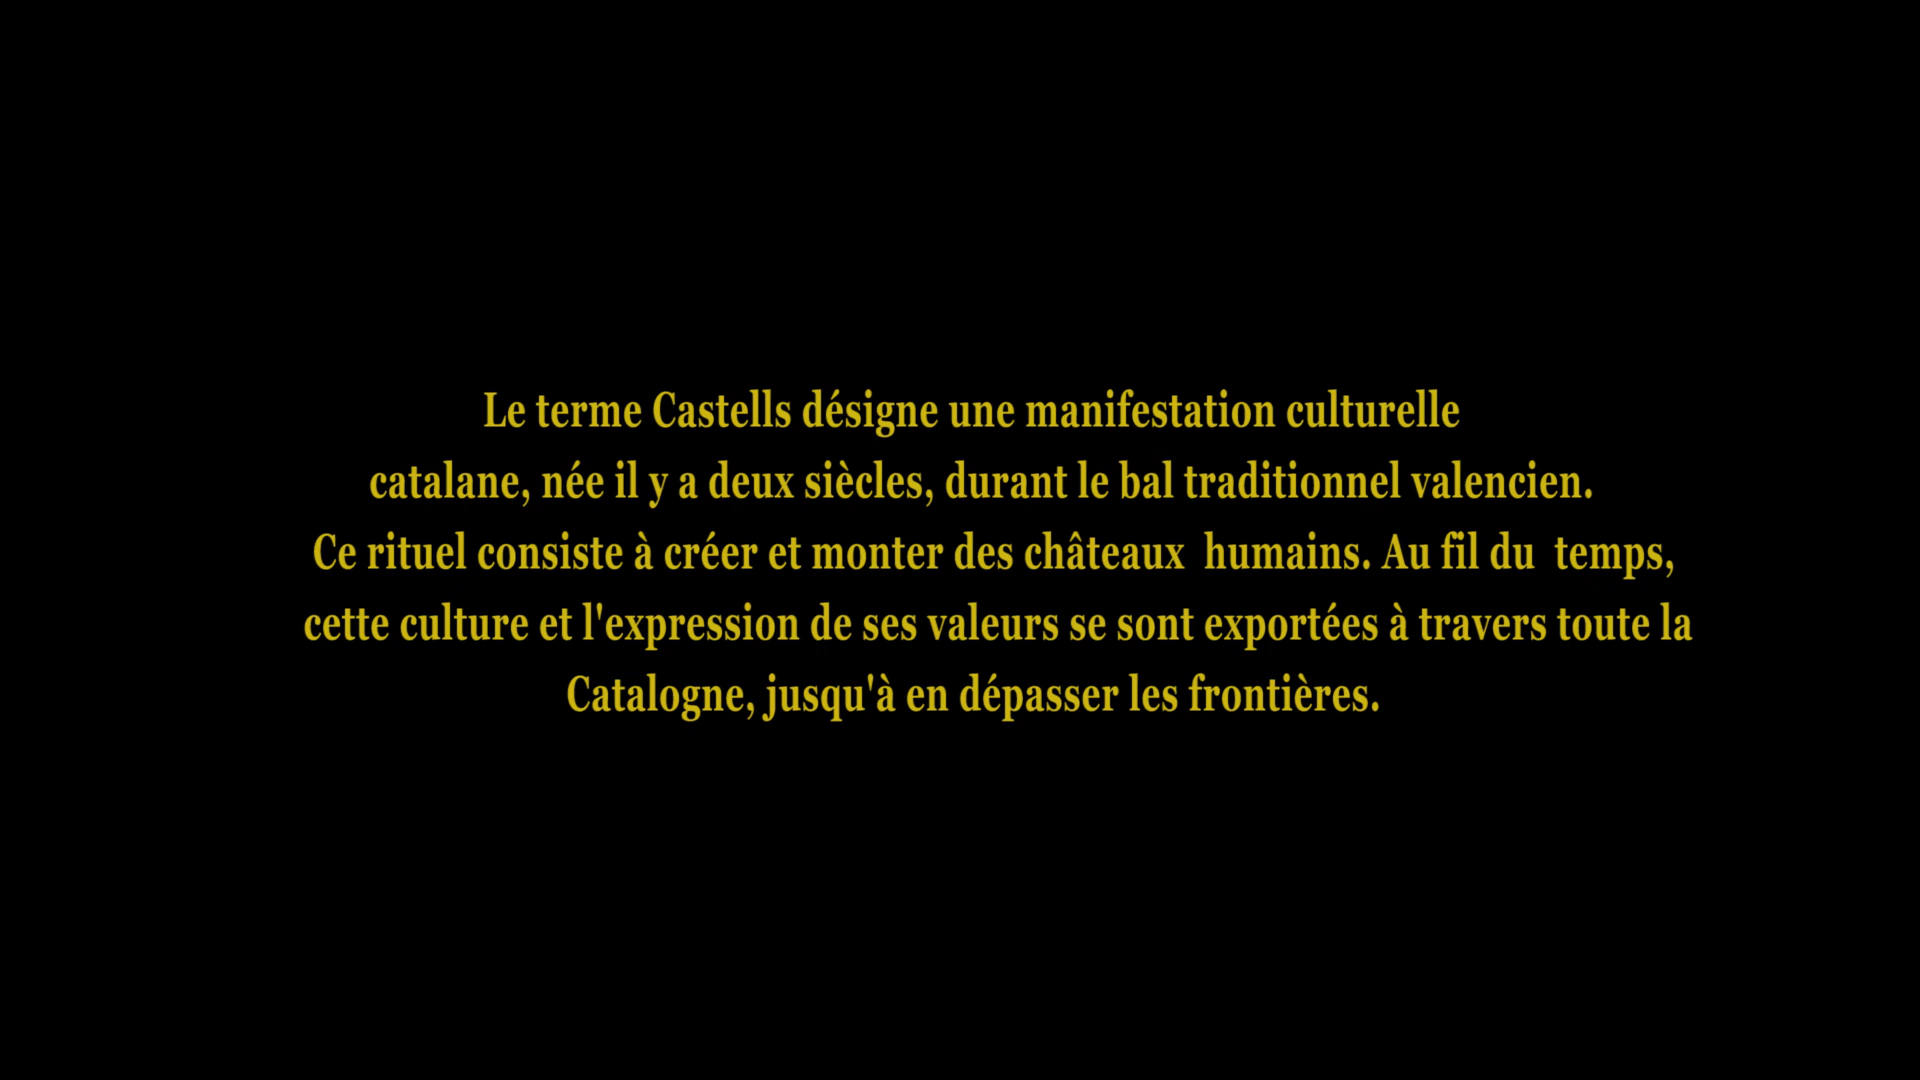 Le terme Castells désigne une manifestation culturelle
catalane, née il y a deux siècles, durant le bal traditionnel valencien.
Ce rituel consiste à créer et monter des châteaux  humains. Au fil du  temps,
cette culture et l'expression de ses valeurs se sont exportées à travers toute la
Catalogne, jusqu'à en dépasser les frontières.